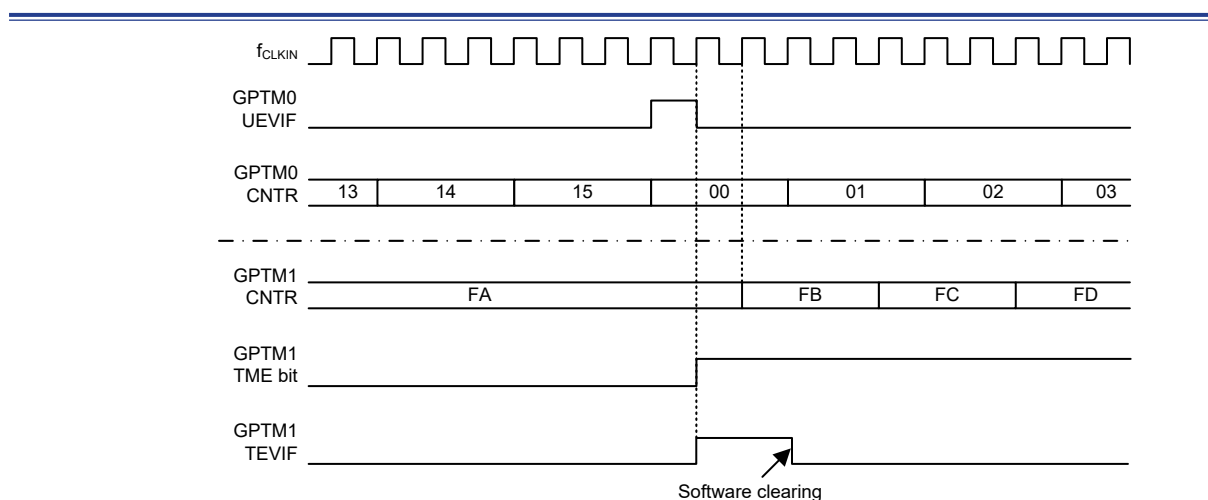 fCLKIN
GPTM0
UEVIF
GPTM0
CNTR
13 14 15 00 01 02 03
GPTM1
CNTR
FA FB FC FD
GPTM1
TME bit
GPTM1
TEVIF
Software clearing